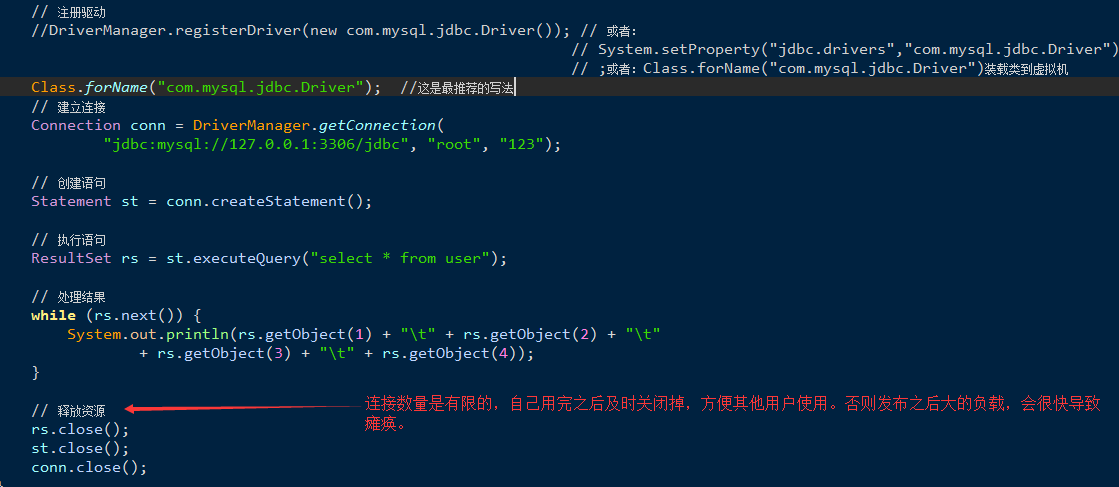 // 注册驱动
//DriverManager.registerDriver(new com.mysql.jdbc.Driver()); // 或者：
// System.setProperty("jdbc.drivers","com.mysql.jdbc.Driver")
// ;或者：Class.forName("com.mysql.jdbc.Driver")装载类到虚拟机
Class.forName("com.mysql.jdbc.Driver");  //这是最推荐的写法
// 建立连接
Connection conn = DriverManager.getConnection(
        "jdbc:mysql://127.0.0.1:3306/jdbc", "root", "123");
// 创建语句
Statement st = conn.createStatement();
// 执行语句
ResultSet rs = st.executeQuery("select * from user");
// 处理结果
while (rs.next()) {
    System.out.println(rs.getObject(1) + "\t" + rs.getObject(2) + "\t"
            + rs.getObject(3) + "\t" + rs.getObject(4));
}
// 释放资源
连接数量是有限的，自己用完之后及时关闭掉，方便其他用户使用。否则发布之后大的负载，会很快导致
瘫痪。
rs.close();
st.close();
conn.close();